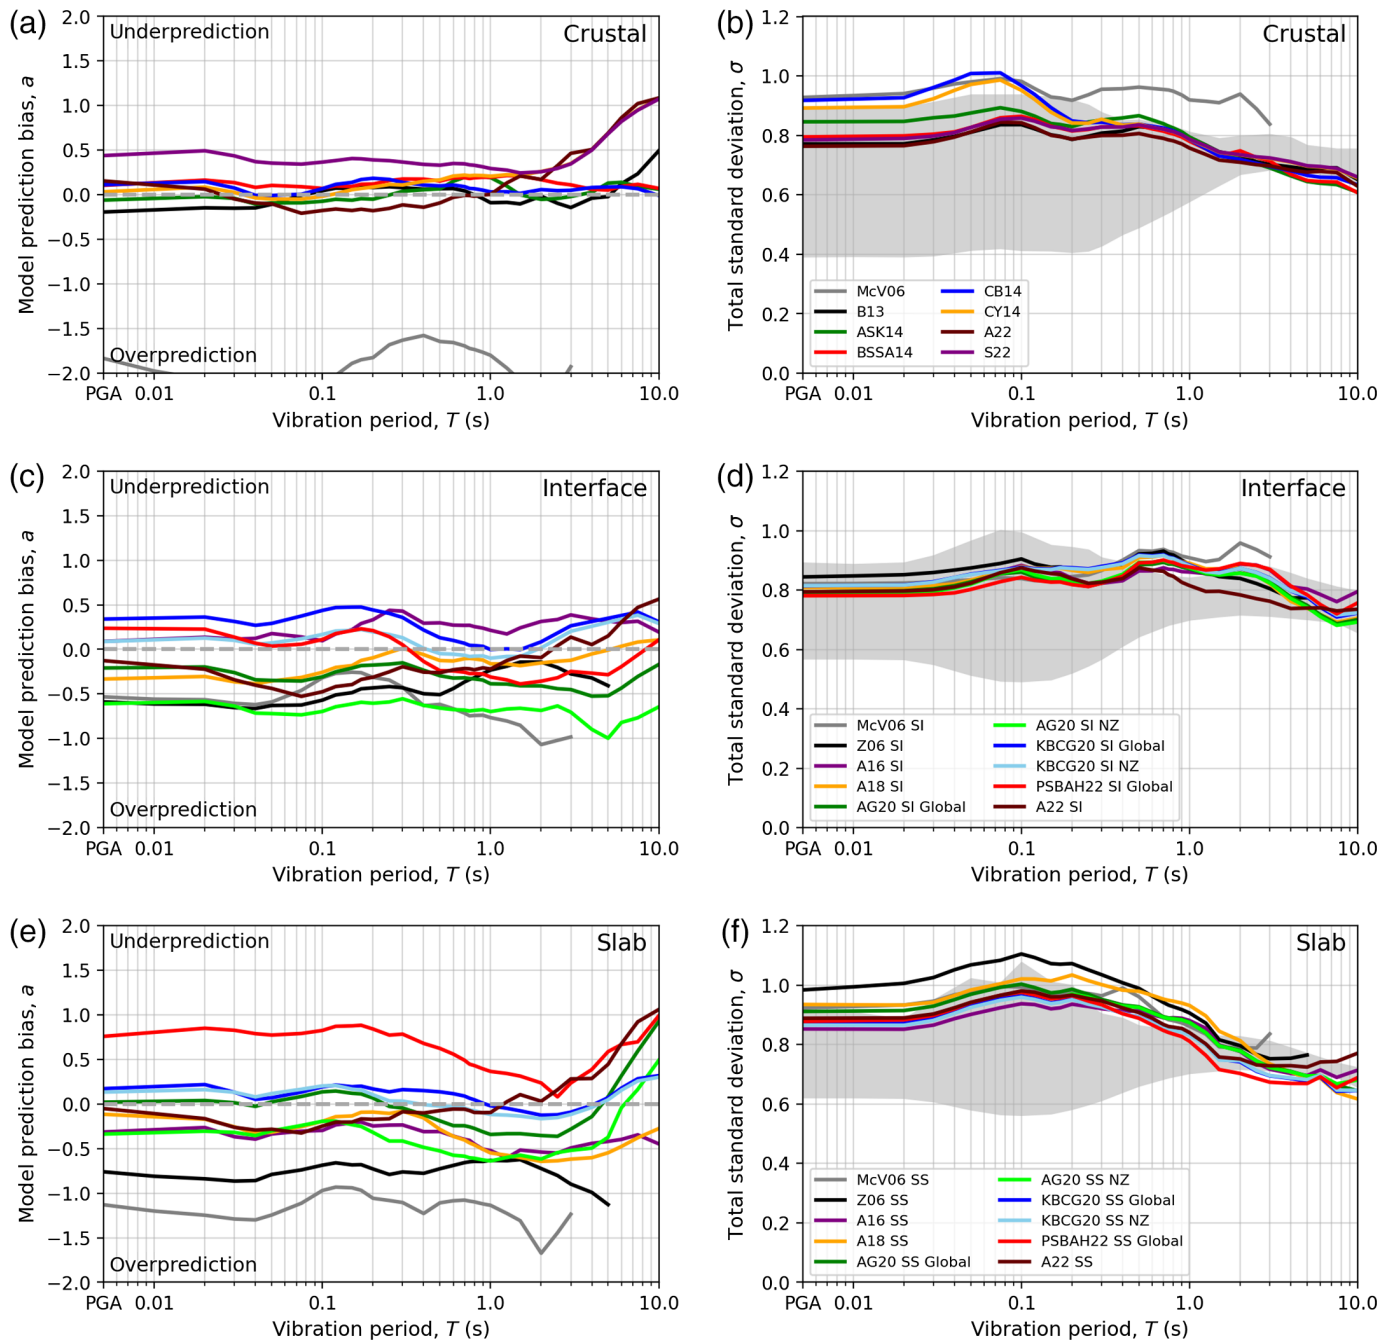 (a)
2.0
1.5
1.0
0.5
0.0
−0.5
−1.0
−1.5
−2.0
Model prediction bias, a
Underprediction
Crustal
Overprediction
PGA 0.01 0.1 1.0 10.0
Vibration period, T (s)
(b)
1.2
1.0
0.8
0.6
0.4
0.2
0.0
Total standard deviation, σ
Crustal
McV06
B13
ASK14
BSSA14
CB14
CY14
A22
S22
PGA 0.01 0.1 1.0 10.0
Vibration period, T (s)
(c)
2.0
1.5
1.0
0.5
0.0
−0.5
−1.0
−1.5
−2.0
Model prediction bias, a
Underprediction
Interface
Overprediction
PGA 0.01 0.1 1.0 10.0
Vibration period, T (s)
(d)
1.2
1.0
0.8
0.6
0.4
0.2
0.0
Total standard deviation, σ
Interface
McV06 SI
Z06 SI
A16 SI
A18 SI
AG20 SI Global
AG20 SI NZ
KBCG20 SI Global
KBCG20 SI NZ
PSBAH22 SI Global
A22 SI
PGA 0.01 0.1 1.0 10.0
Vibration period, T (s)
(e)
2.0
1.5
1.0
0.5
0.0
−0.5
−1.0
−1.5
−2.0
Model prediction bias, a
Underprediction
Slab
Overprediction
PGA 0.01 0.1 1.0 10.0
Vibration period, T (s)
(f)
1.2
1.0
0.8
0.6
0.4
0.2
0.0
Total standard deviation, σ
Slab
McV06 SS
Z06 SS
A16 SS
A18 SS
AG20 SS Global
AG20 SS NZ
KBCG20 SS Global
KBCG20 SS NZ
PSBAH22 SS Global
A22 SS
PGA 0.01 0.1 1.0 10.0
Vibration period, T (s)